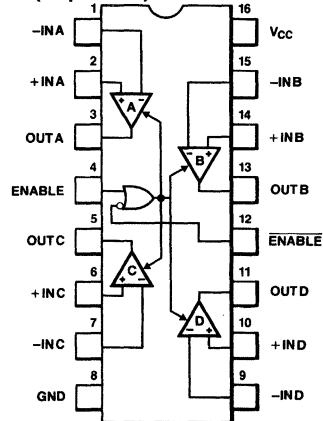 1 16
−INA VCC
2 15
+INA −INB
A
3 14
OUTA +INB
B
4 13
ENABLE OUTB
5 12
OUTC ENABLE
C
6 11
+INC OUTD
D
7 10
−INC +IND
8 9
GND −IND